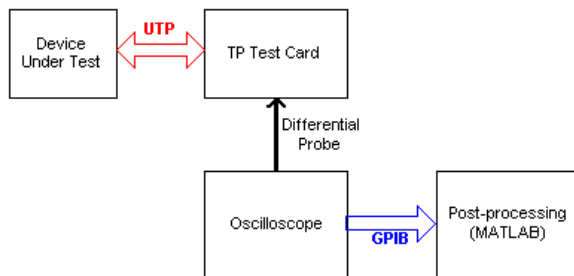 Device
Under Test
UTP
TP Test Card
Differential
Probe
Oscilloscope
GPIB
Post-processing
(MATLAB)